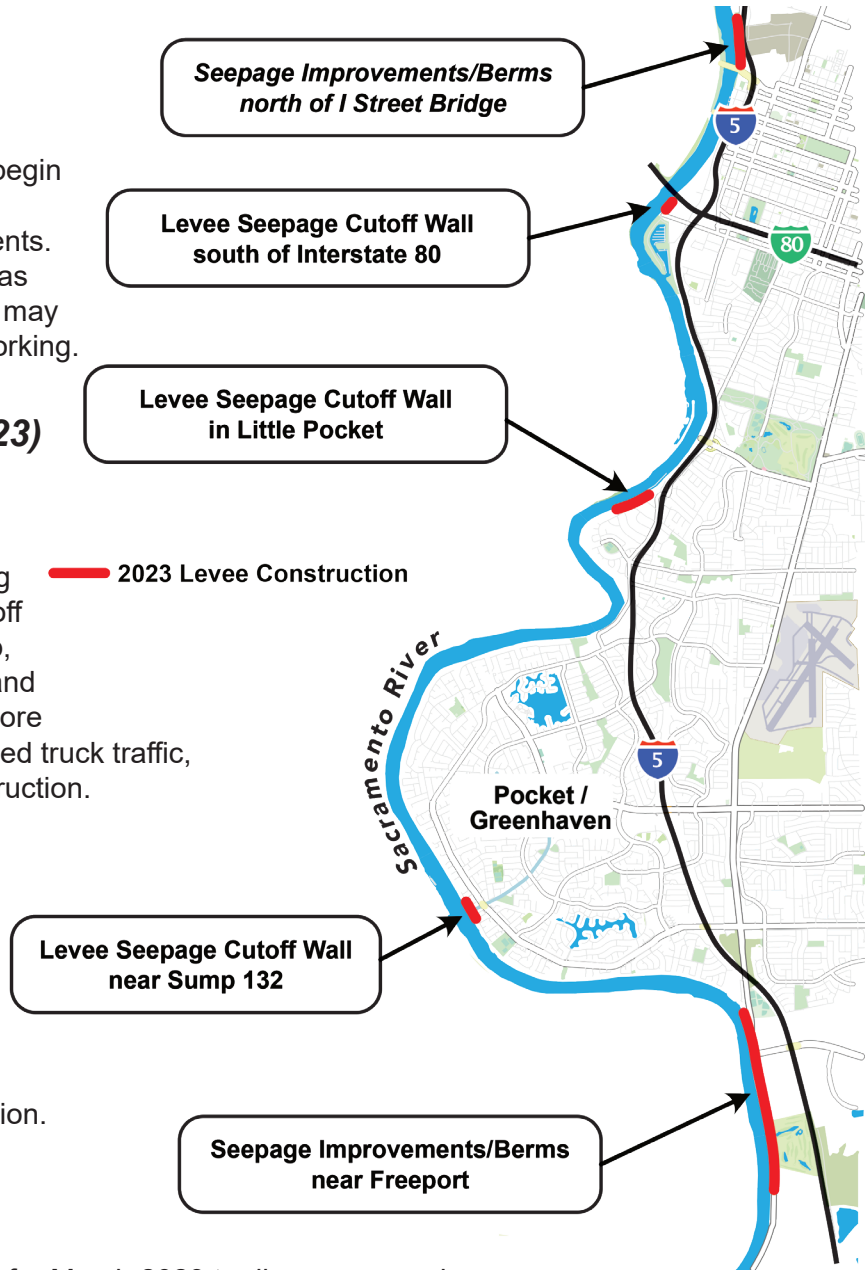 Seepage Improvements/Berms
north of I Street Bridge
5
begin
Levee Seepage Cutoff Wall
south of Interstate 80
80
ents.
as
may
orking.
Levee Seepage Cutoff Wall
in Little Pocket
23)
2023 Levee Construction
g
off
o,
and
ore
ed truck traffic,
ruction.
Sacramento River
5
Pocket /
Greenhaven
Levee Seepage Cutoff Wall
near Sump 132
ion.
Seepage Improvements/Berms
near Freeport